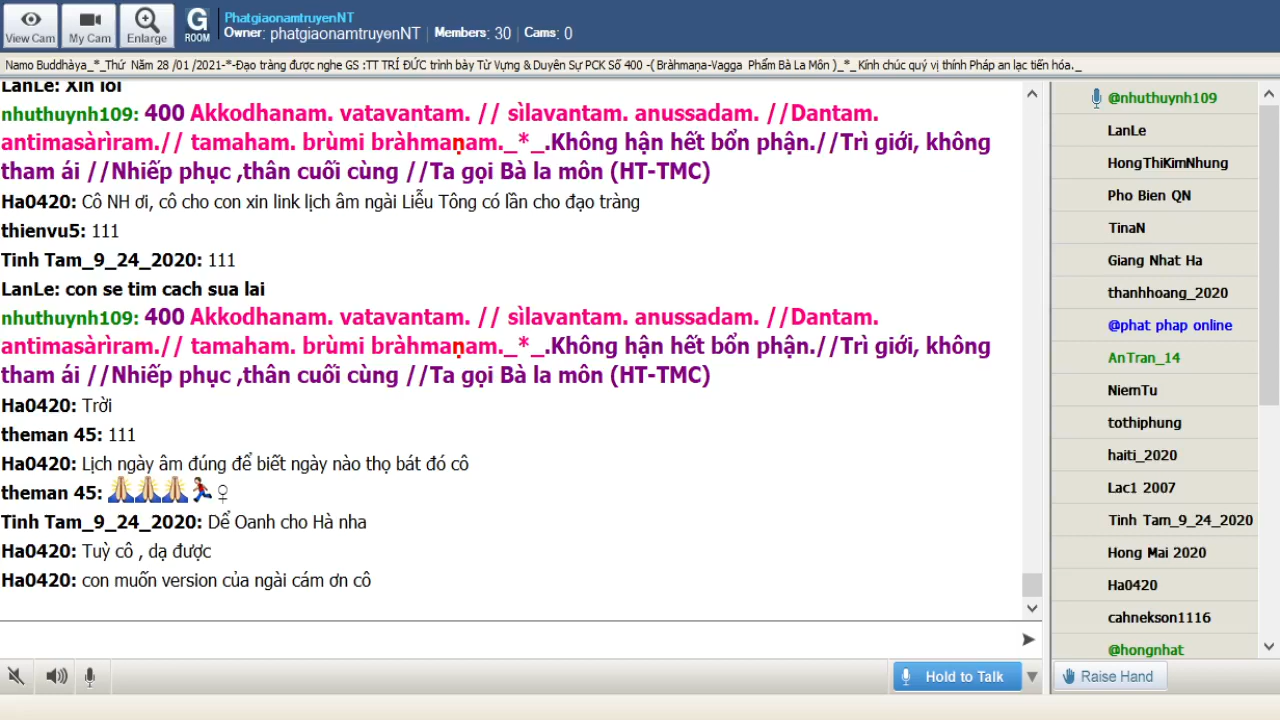 View Cam
My Cam
Enlarge
G
ROOM
PhatgiaonamtruyenNT
Owner: phatgiaonamtruyenNT | Members: 30 | Cams: 0
Namo Buddhàya_*_Thứ Năm 28 /01 /2021-*-Đạo tràng được nghe GS :TT TRÍ ĐỨC trình bày Từ Vựng & Duyên Sự PCK Số 400 -( Bràhmaṇa-Vagga Phẩm Bà La Môn )_*_Kính chúc quý vị thính Pháp an lạc tiến hóa._
LanLe: Xin loi
nhuthuynh109: 400 Akkodhanam. vatavantam. // sìlavantam. anussadam. //Dantam.
antimasàrìram.// tamaham. brùmi bràhmaṇam._*_.Không hận hết bổn phận.//Trì giới, không
tham ái //Nhiếp phục ,thân cuối cùng //Ta gọi Bà la môn (HT-TMC)
Ha0420: Cô NH ơi, cô cho con xin link lịch âm ngài Liễu Tông có lần cho đạo tràng
thienvu5: 111
Tinh Tam_9_24_2020: 111
LanLe: con se tim cach sua lai
nhuthuynh109: 400 Akkodhanam. vatavantam. // sìlavantam. anussadam. //Dantam.
antimasàrìram.// tamaham. brùmi bràhmaṇam._*_.Không hận hết bổn phận.//Trì giới, không
tham ái //Nhiếp phục ,thân cuối cùng //Ta gọi Bà la môn (HT-TMC)
Ha0420: Trời
theman 45: 111
Ha0420: Lịch ngày âm đúng để biết ngày nào thọ bát đó cô
theman 45: 🙏🙏🙏🏃♀
Tinh Tam_9_24_2020: Dể Oanh cho Hà nha
Ha0420: Tuỳ cô , dạ được
Ha0420: con muốn version của ngài cám ơn cô
Hold to Talk
@nhuthuynh109
LanLe
HongThiKimNhung
Pho Bien QN
TinaN
Giang Nhat Ha
thanhhoang_2020
@phat phap online
AnTran_14
NiemTu
tothiphung
haiti_2020
Lac1 2007
Tinh Tam_9_24_2020
Hong Mai 2020
Ha0420
cahnekson1116
@hongnhat
Raise Hand